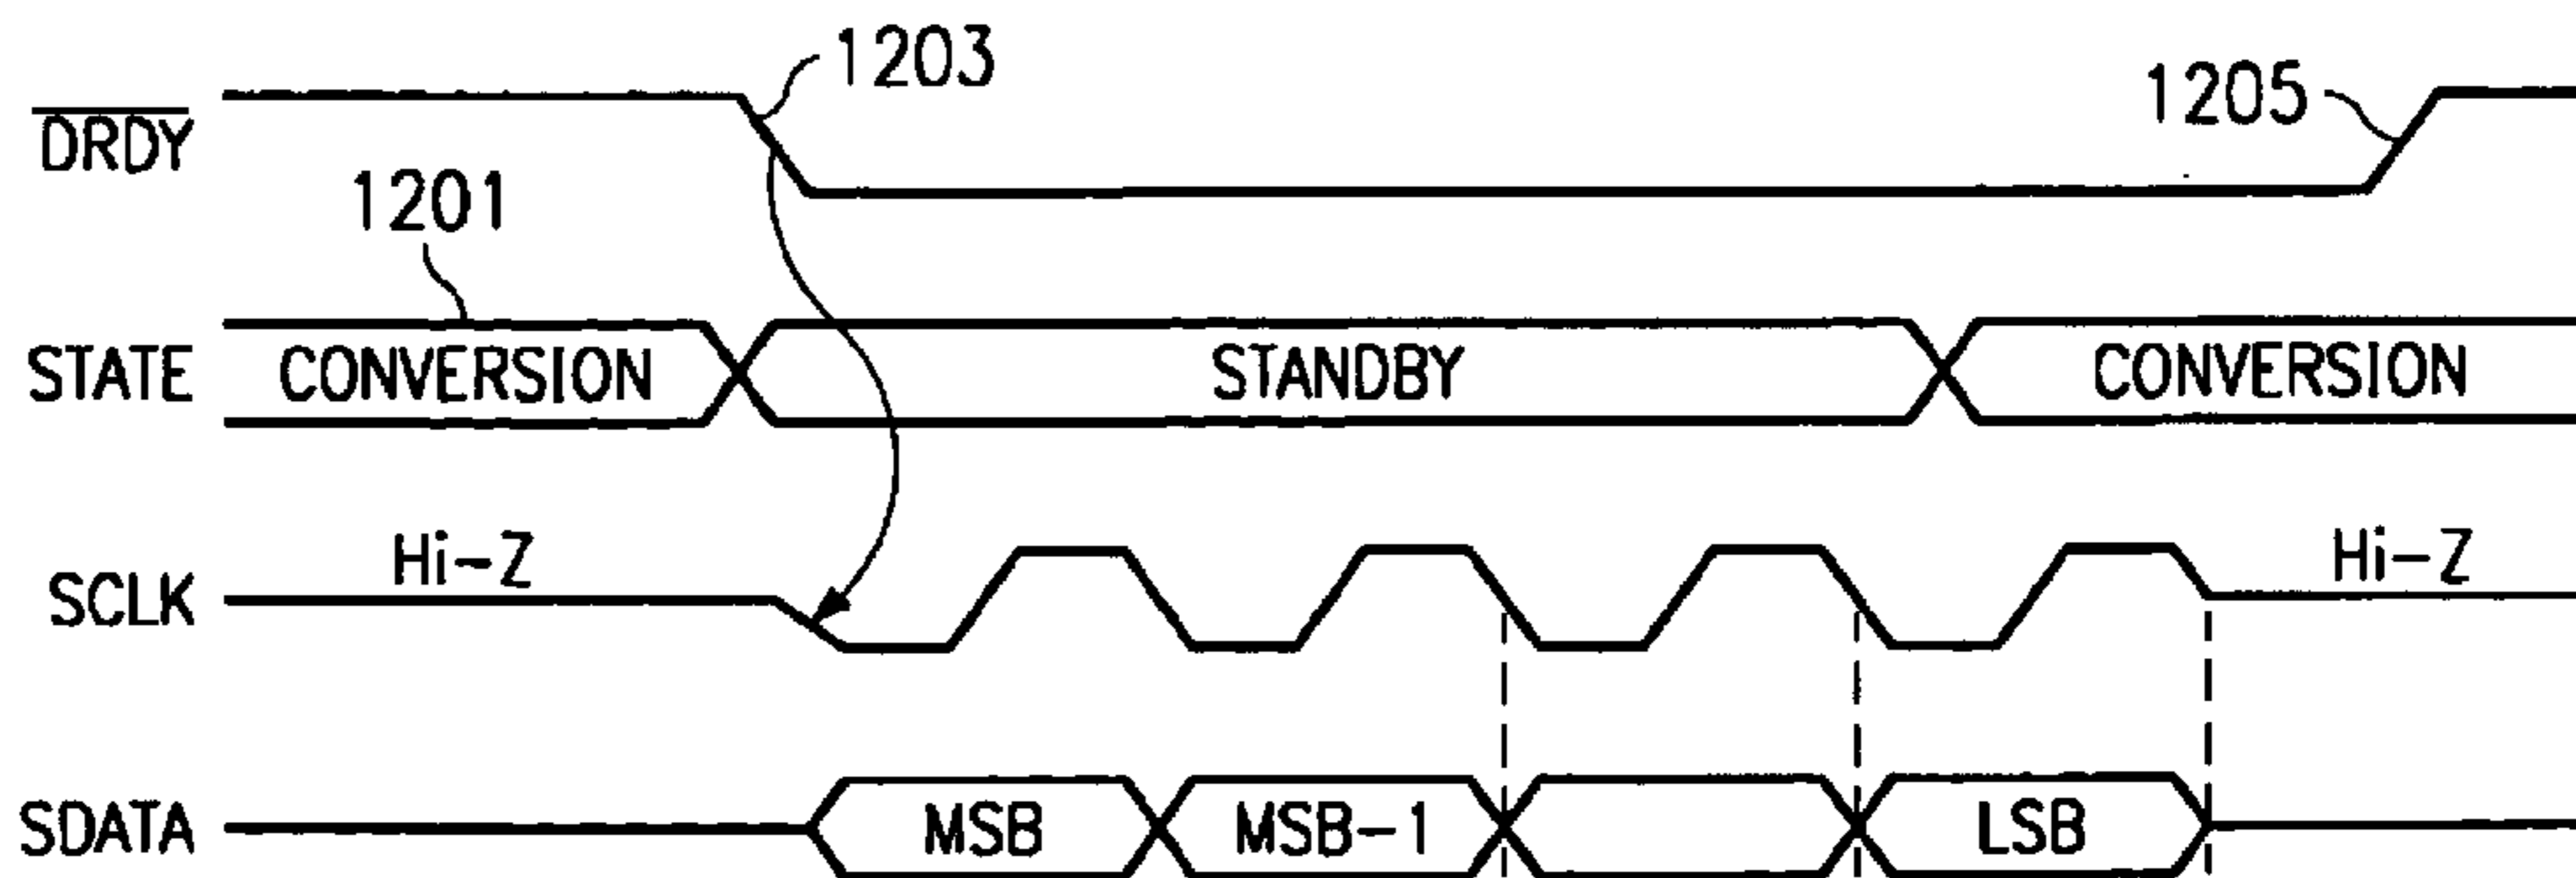 1203
1205
DRDY
1201
STATE CONVERSION STANDBY CONVERSION
SCLK Hi-Z Hi-Z
SDATA MSB MSB-1 LSB